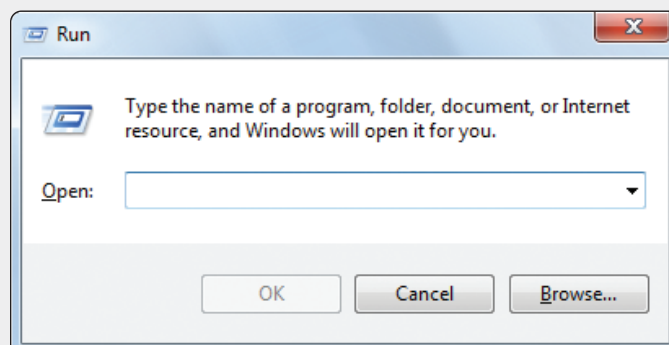 Run
X
Type the name of a program, folder, document, or Internet
resource, and Windows will open it for you.
Open:
OK Cancel Browse...